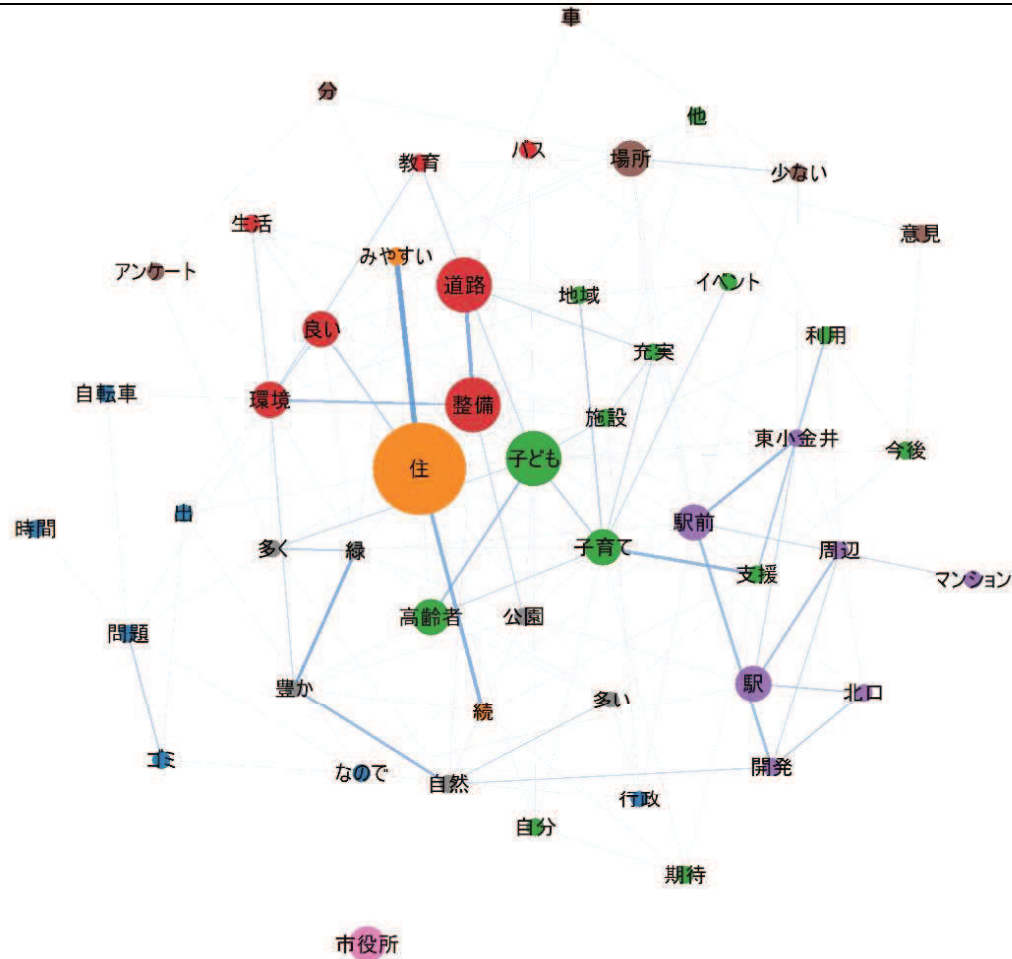 車
分
他
教育
バス
場所
少ない
生活
意見
みやすい
アンケート
道路
地域
イベント
良い
充実
利用
自転車
環境
整備
施設
東小金井
今後
住
子ども
出
時間
駅前
多く
緑
子育て
周辺
支援
マンション
高齢者
公園
問題
豊か
続
多い
駅
北口
ゴミ
なので
自然
開発
行政
自分
期待
市役所